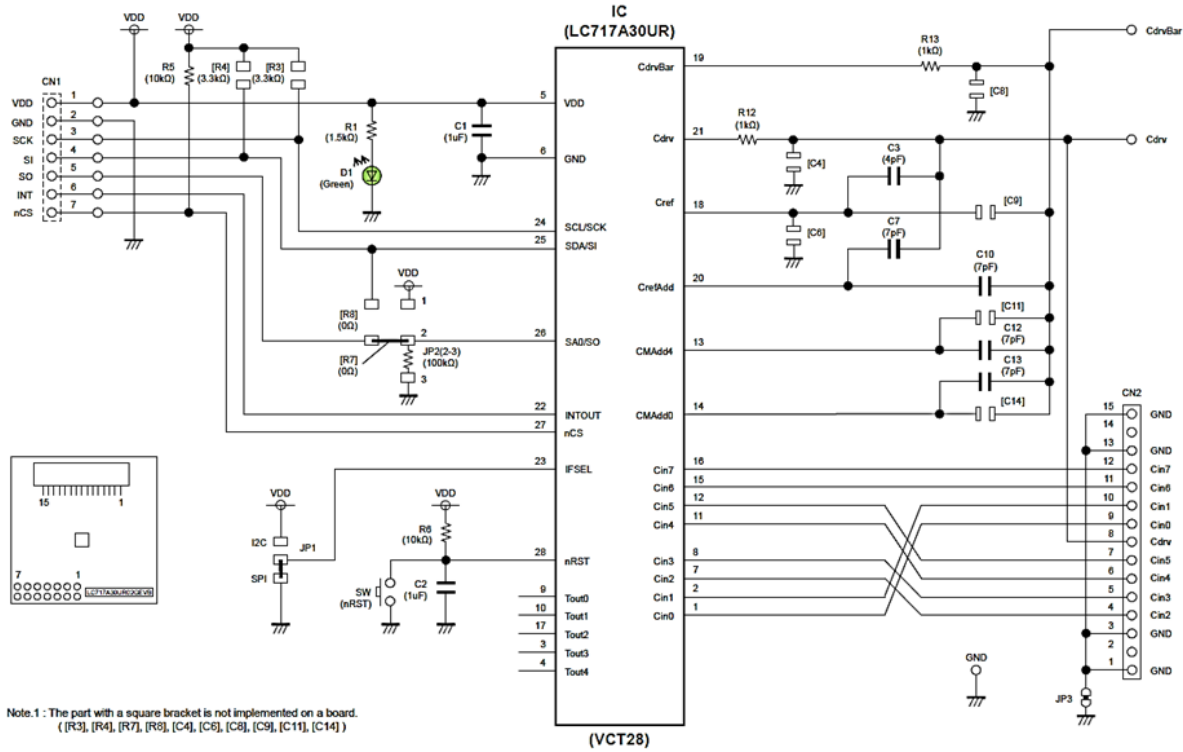 IC
(LC717A30UR)
VDD
VDD
CN1
R5
(10kΩ)
[R4]
(3.3kΩ)
[R3]
(3.3kΩ)
VDD 1
GND 2
SCK 3
SI 4
SO 5
INT 6
nCS 7
R1
(1.5kΩ)
D1
(Green)
C1
(1uF)
5 VDD
6 GND
24 SCL/SCK
25 SDA/SI
VDD
1
[R8]
(0Ω)
[R7]
(0Ω)
2
JP2(2-3)
(100kΩ)
3
26 SA0/SO
22 INTOUT
27 nCS
23 IFSEL
VDD
I2C
JP1
SPI
VDD
R6
(10kΩ)
SW
(nRST)
C2
(1uF)
28 nRST
9 Tout0
10 Tout1
17 Tout2
3 Tout3
4 Tout4
CdrvBar 19
R13
(1kΩ)
[C8]
CdrvBar
Cdrv 21
R12
(1kΩ)
[C4]
C3
(4pF)
Cdrv
Cref 18
[C6]
[C9]
C7
(7pF)
CrefAdd 20
C10
(7pF)
[C11]
CMAdd4 13
C12
(7pF)
C13
(7pF)
CMAdd0 14
[C14]
Cin7 16
Cin6 15
Cin5 12
Cin4 11
Cin3 8
Cin2 7
Cin1 2
Cin0 1
CN2
15 GND
14
13 GND
12 Cin7
11 Cin6
10 Cin1
9 Cin0
8 Cdrv
7 Cin5
6 Cin4
5 Cin3
4 Cin2
3 GND
2
1 GND
GND
JP3
15 1
7 1
LC717A30UR02GEVB
Note.1 : The part with a square bracket is not implemented on a board.
( [R3], [R4], [R7], [R8], [C4], [C6], [C8], [C9], [C11], [C14] )
(VCT28)